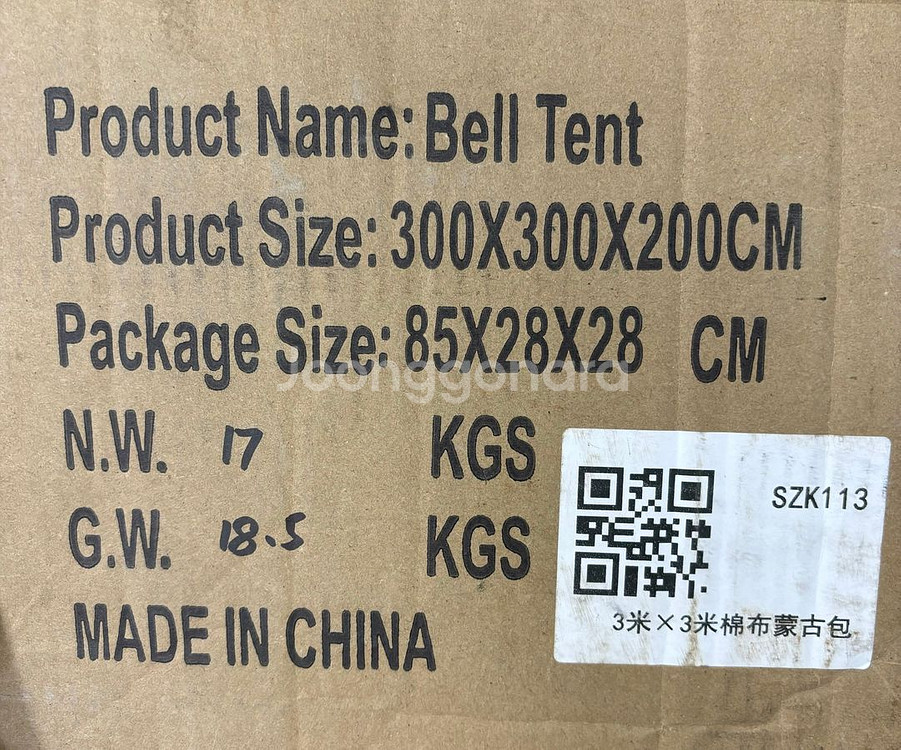 Product Name: Bell Tent
Product Size: 300X300X200CM
Package Size: 85X28X28 CM
Joonggonara
N.W. 17 KGS
G.W. 18.5 KGS
MADE IN CHINA
SZK113
3米×3米棉布蒙古包